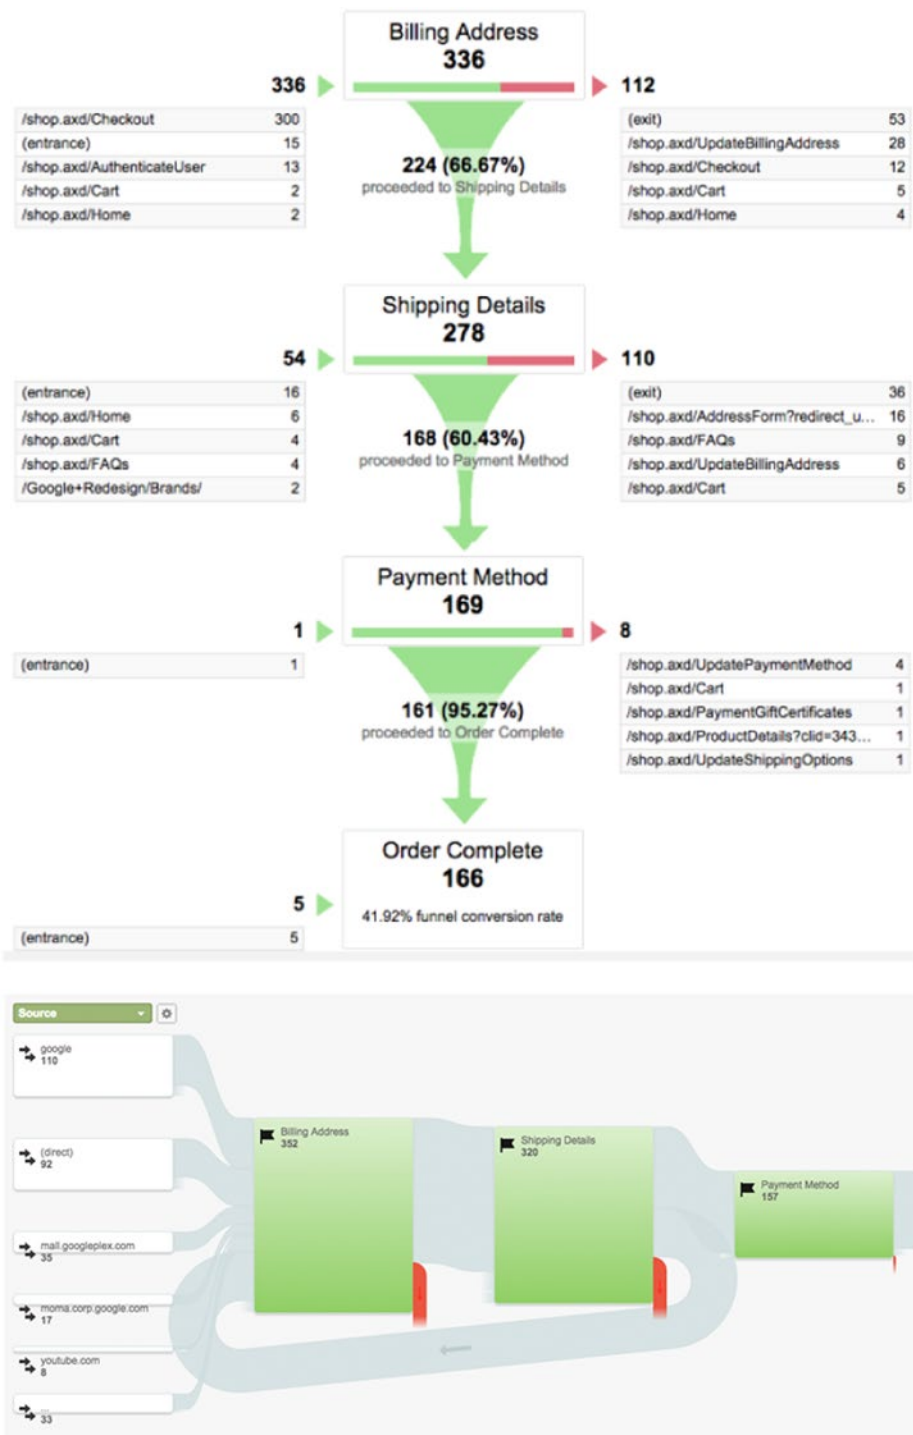 Billing Address
336
336
112
/shop.axd/Checkout 300
(entrance) 15
/shop.axd/AuthenticateUser 13
/shop.axd/Cart 2
/shop.axd/Home 2
224 (66.67%)
proceeded to Shipping Details
(exit) 53
/shop.axd/UpdateBillingAddress 28
/shop.axd/Checkout 12
/shop.axd/Cart 5
/shop.axd/Home 4
Shipping Details
278
54
110
(entrance) 16
/shop.axd/Home 6
/shop.axd/Cart 4
/shop.axd/FAQs 4
/Google+Redesign/Brands/ 2
168 (60.43%)
proceeded to Payment Method
(exit) 36
/shop.axd/AddressForm?redirect_u... 16
/shop.axd/FAQs 9
/shop.axd/UpdateBillingAddress 6
/shop.axd/Cart 5
Payment Method
169
1
8
(entrance) 1
161 (95.27%)
proceeded to Order Complete
/shop.axd/UpdatePaymentMethod 4
/shop.axd/Cart 1
/shop.axd/PaymentGiftCertificates 1
/shop.axd/ProductDetails?clid=343... 1
/shop.axd/UpdateShippingOptions 1
Order Complete
166
5
41.92% funnel conversion rate
(entrance) 5
Source
google
110
(direct)
92
mall.googleplex.com
35
moma.corp.google.com
17
youtube.com
8
...
33
Billing Address
352
Shipping Details
320
Payment Method
157